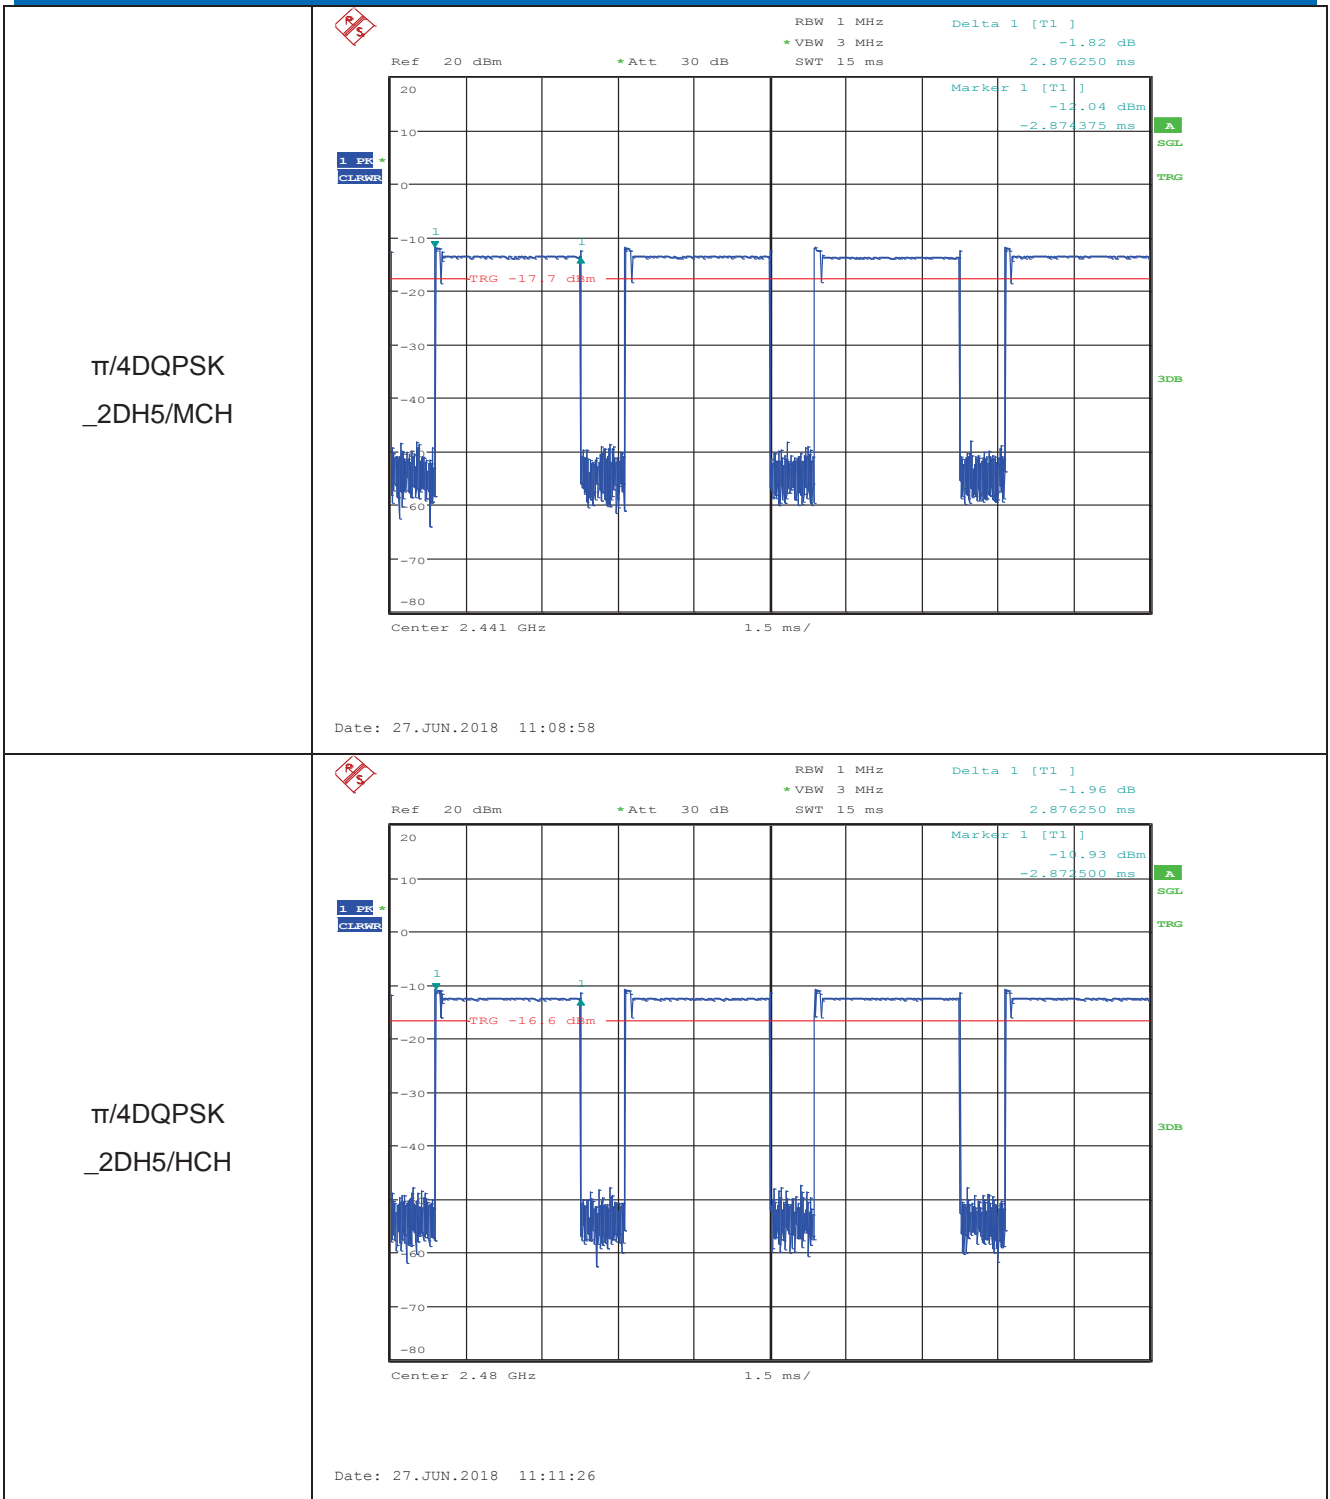 π/4DQPSK
_2DH5/MCH
R S
RBW 1 MHz
Delta 1 [T1 ]
* VBW 3 MHz
-1.82 dB
Ref 20 dBm
* Att 30 dB
SWT 15 ms
2.876250 ms
20
Marker 1 [T1 ]
-12.04 dBm
-2.874375 ms
A
10
SGL
1 PK *
CLRWR
TRG
0
1
-10
1
TRG -17.7 dBm
-20
-30
3DB
-40
-60
-70
-80
Center 2.441 GHz
1.5 ms/
Date: 27.JUN.2018 11:08:58
π/4DQPSK
_2DH5/HCH
R S
RBW 1 MHz
Delta 1 [T1 ]
* VBW 3 MHz
-1.96 dB
Ref 20 dBm
* Att 30 dB
SWT 15 ms
2.876250 ms
20
Marker 1 [T1 ]
-10.93 dBm
-2.872500 ms
A
10
SGL
1 PK *
CLRWR
TRG
0
1
-10
1
TRG -16.6 dBm
-20
-30
3DB
-40
-60
-70
-80
Center 2.48 GHz
1.5 ms/
Date: 27.JUN.2018 11:11:26